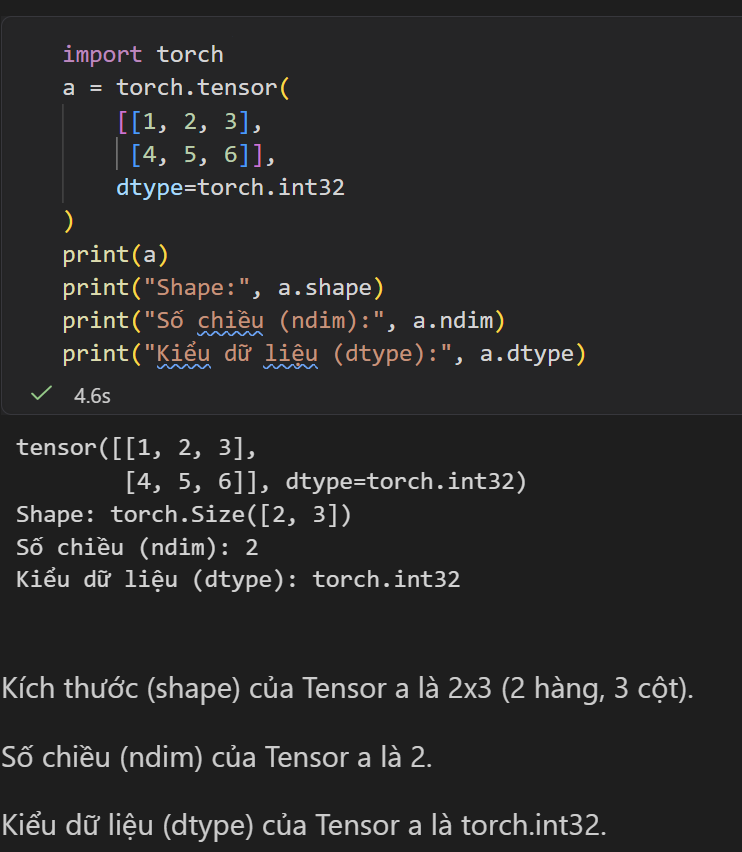 import torch
a = torch.tensor(
    [[1, 2, 3],
     [4, 5, 6]],
    dtype=torch.int32
)
print(a)
print("Shape:", a.shape)
print("Số chiều (ndim):", a.ndim)
print("Kiểu dữ liệu (dtype):", a.dtype)
4.6s
tensor([[1, 2, 3],
        [4, 5, 6]], dtype=torch.int32)
Shape: torch.Size([2, 3])
Số chiều (ndim): 2
Kiểu dữ liệu (dtype): torch.int32
Kích thước (shape) của Tensor a là 2x3 (2 hàng, 3 cột).
Số chiều (ndim) của Tensor a là 2.
Kiểu dữ liệu (dtype) của Tensor a là torch.int32.